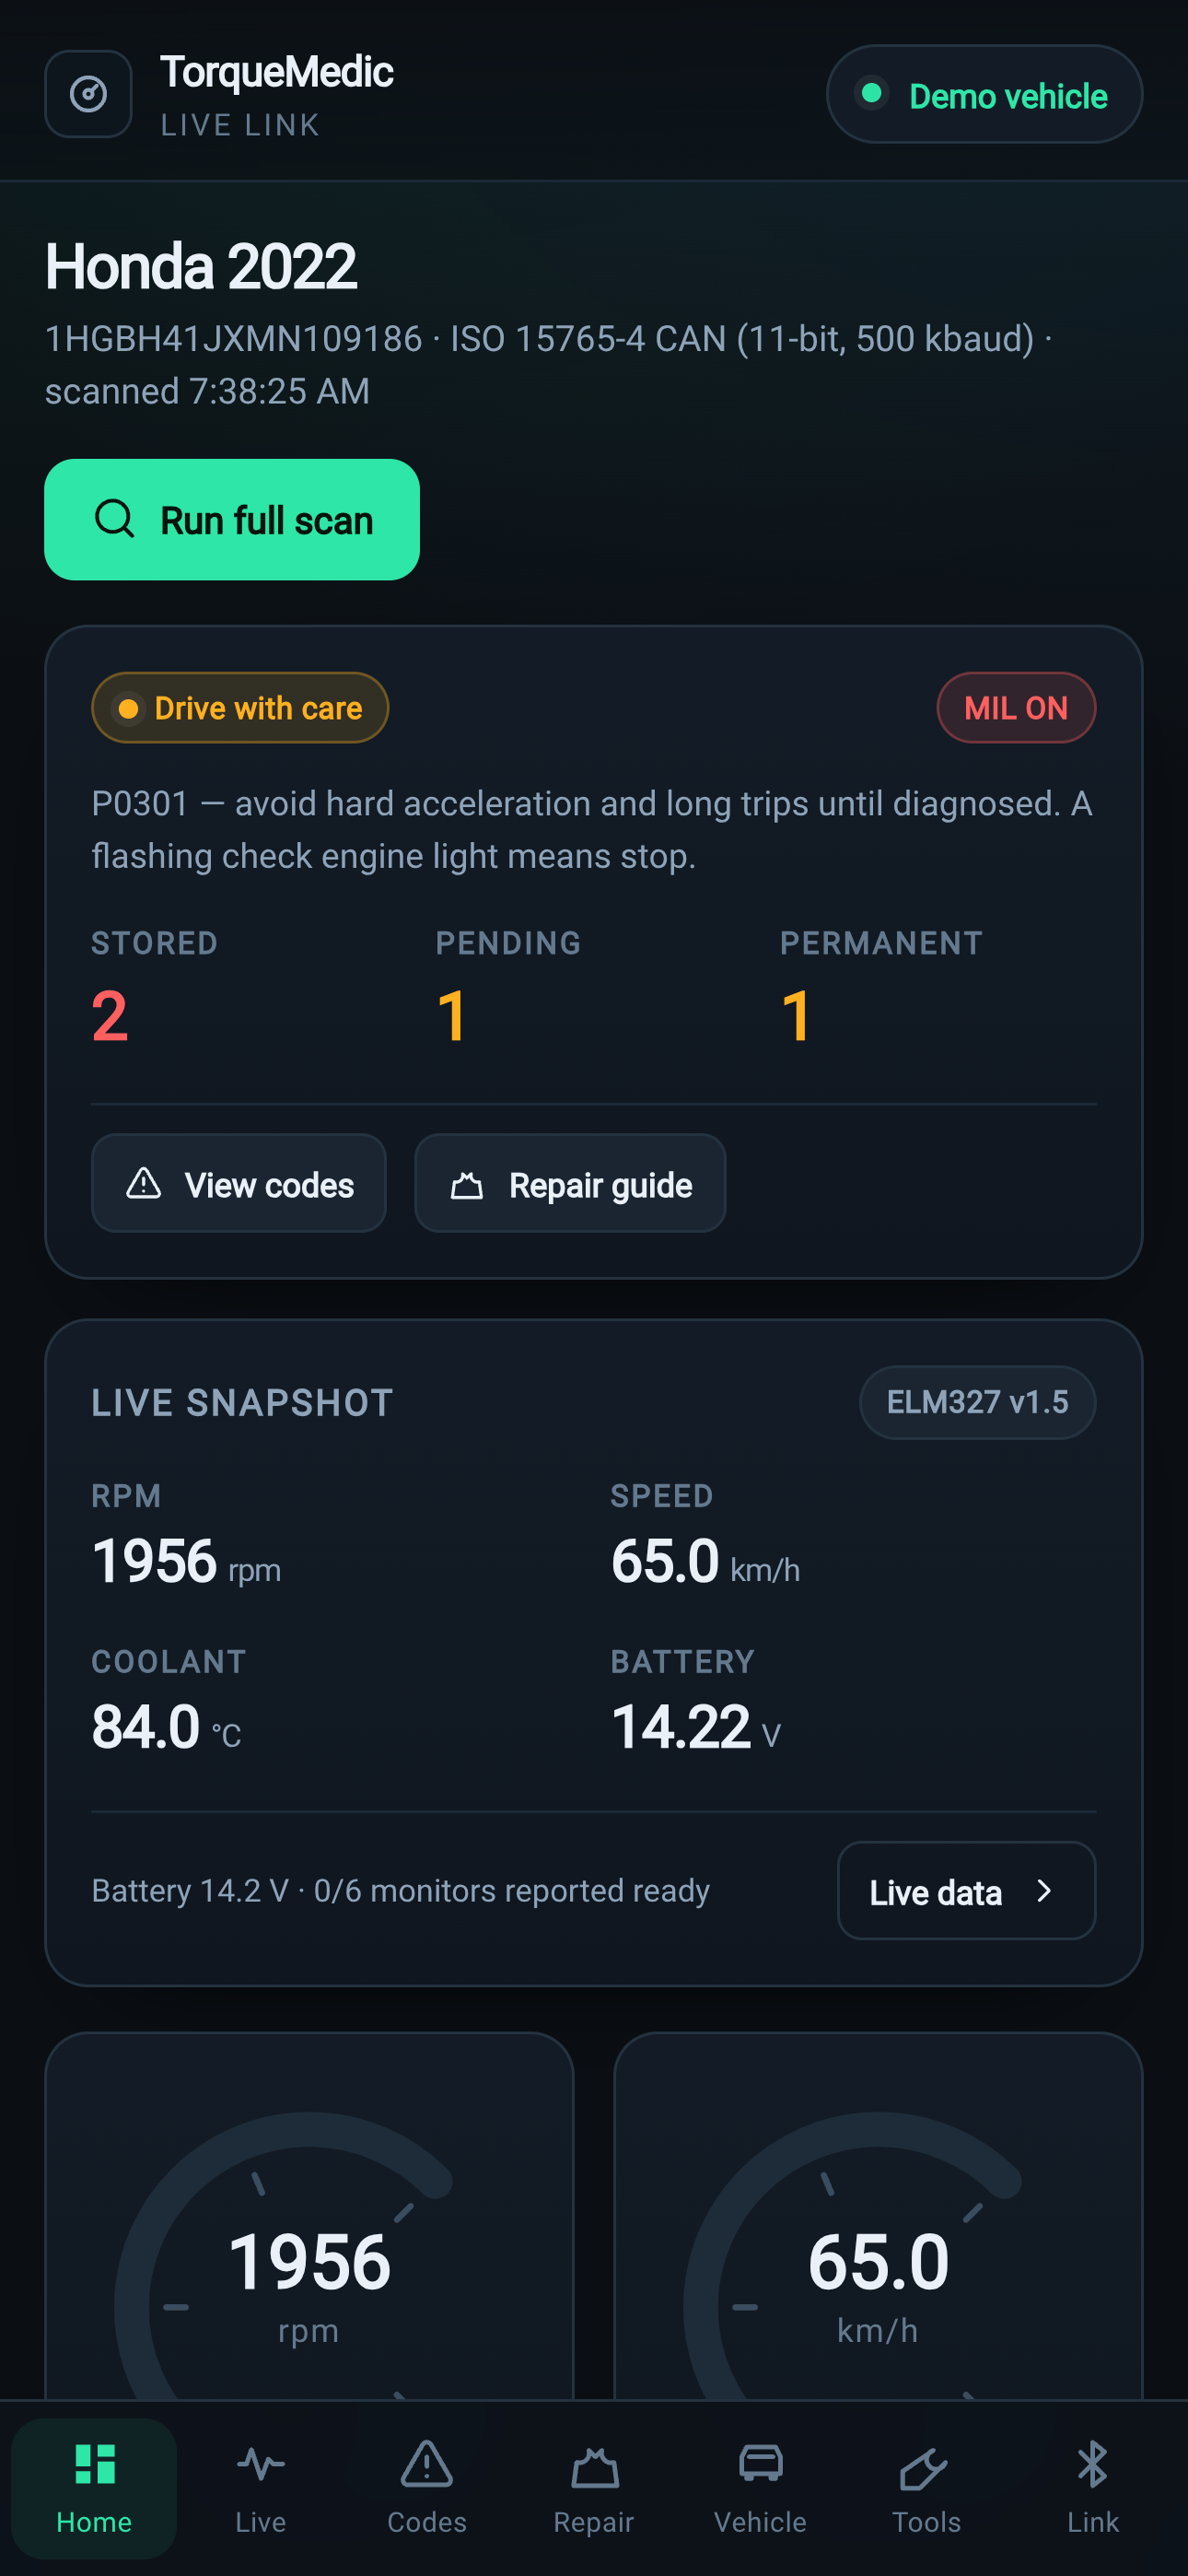 TorqueMedic
LIVE LINK
Demo vehicle
Honda 2022
1HGBH41JXMN109186 · ISO 15765-4 CAN (11-bit, 500 kbaud) ·
scanned 7:38:25 AM
Run full scan
Drive with care
MIL ON
P0301 — avoid hard acceleration and long trips until diagnosed. A
flashing check engine light means stop.
STORED PENDING PERMANENT
2 1 1
View codes Repair guide
LIVE SNAPSHOT
ELM327 v1.5
RPM SPEED
1956 rpm 65.0 km/h
COOLANT BATTERY
84.0 °C 14.22 V
Battery 14.2 V · 0/6 monitors reported ready
Live data
1956 65.0
rpm km/h
Home Live Codes Repair Vehicle Tools Link